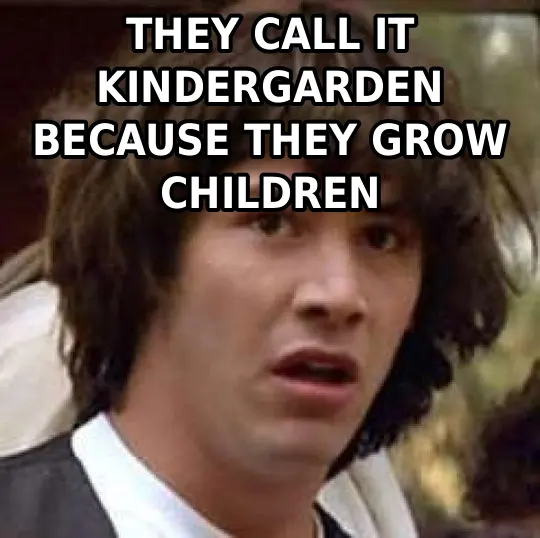 THEY CALL IT
KINDERGARDEN
BECAUSE THEY GROW
CHILDREN